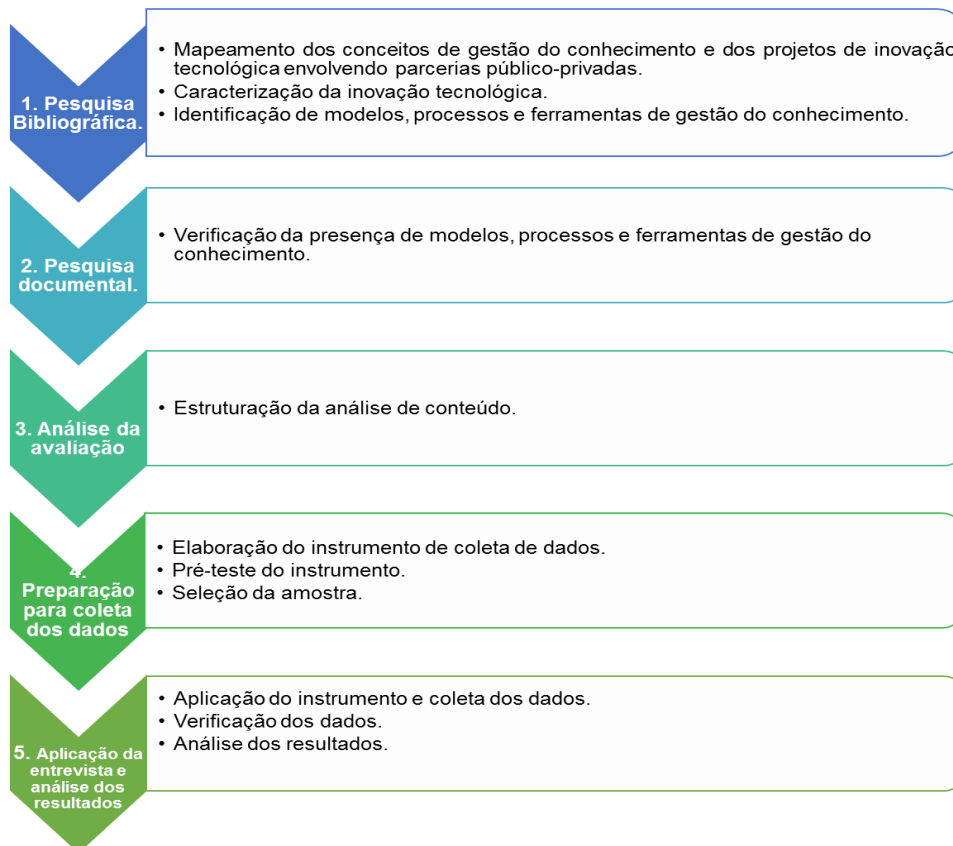 1. Pesquisa
Bibliográfica.
• Mapeamento dos conceitos de gestão do conhecimento e dos projetos de inovação
tecnológica envolvendo parcerias público-privadas.
• Caracterização da inovação tecnológica.
• Identificação de modelos, processos e ferramentas de gestão do conhecimento.
2. Pesquisa
documental.
• Verificação da presença de modelos, processos e ferramentas de gestão do
conhecimento.
3. Análise da
avaliação
• Estruturação da análise de conteúdo.
4.
Preparação
para coleta
dos dados
• Elaboração do instrumento de coleta de dados.
• Pré-teste do instrumento.
• Seleção da amostra.
5. Aplicação da
entrevista e
análise dos
resultados
• Aplicação do instrumento e coleta dos dados.
• Verificação dos dados.
• Análise dos resultados.